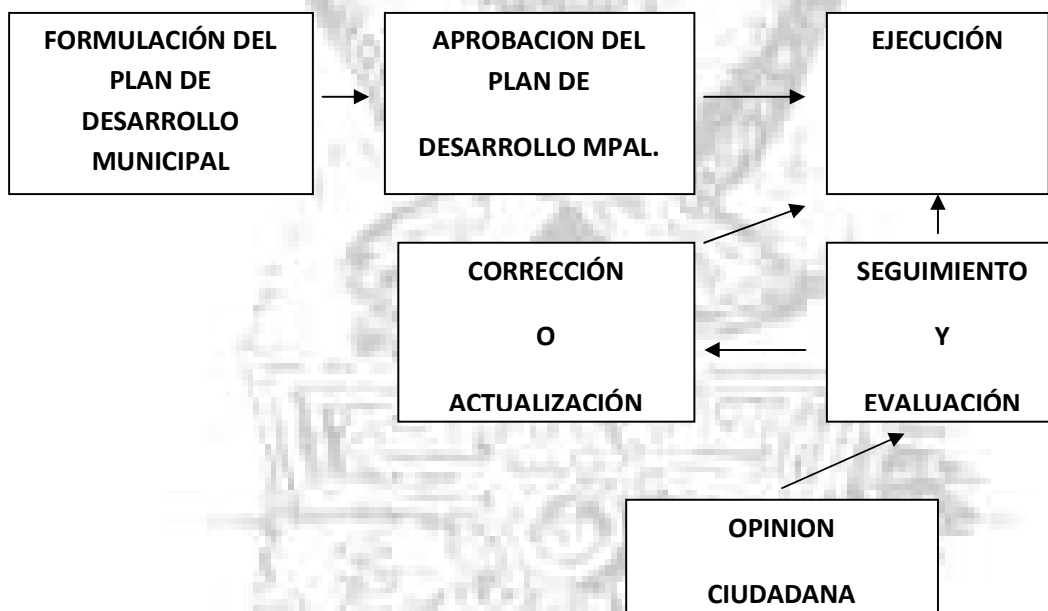 FORMULACIÓN DEL
PLAN DE
DESARROLLO
MUNICIPAL
APROBACION DEL
PLAN DE
DESARROLLO MPAL.
EJECUCIÓN
CORRECCIÓN
O
ACTUALIZACIÓN
SEGUIMIENTO
Y
EVALUACIÓN
OPINION
CIUDADANA